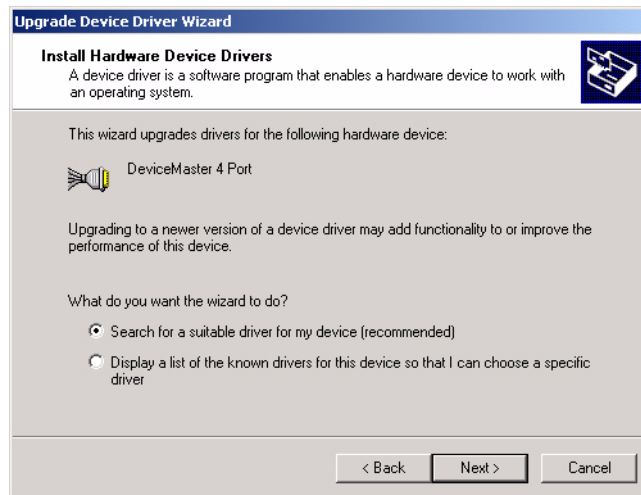 Upgrade Device Driver Wizard
Install Hardware Device Drivers
A device driver is a software program that enables a hardware device to work with
an operating system.
This wizard upgrades drivers for the following hardware device:
DeviceMaster 4 Port
Upgrading to a newer version of a device driver may add functionality to or improve the
performance of this device.
What do you want the wizard to do?
Search for a suitable driver for my device (recommended)
Display a list of the known drivers for this device so that I can choose a specific
driver
< Back
Next >
Cancel